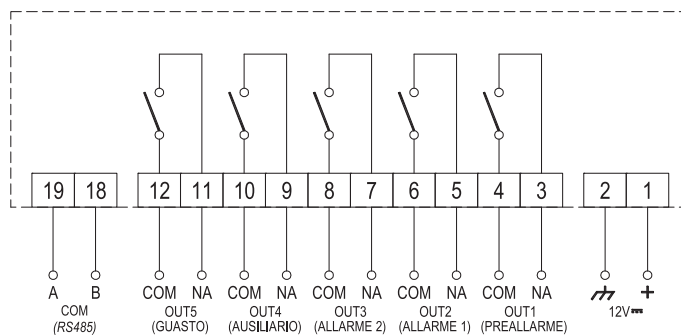 19 18 12 11 10 9 8 7 6 5 4 3 2 1
A B COM NA COM NA COM NA COM NA COM NA +
COM OUT5 OUT4 OUT3 OUT2 OUT1 12V
(RS485) (GUASTO) (AUSILIARIO) (ALLARME 2) (ALLARME 1) (PREALLARME)